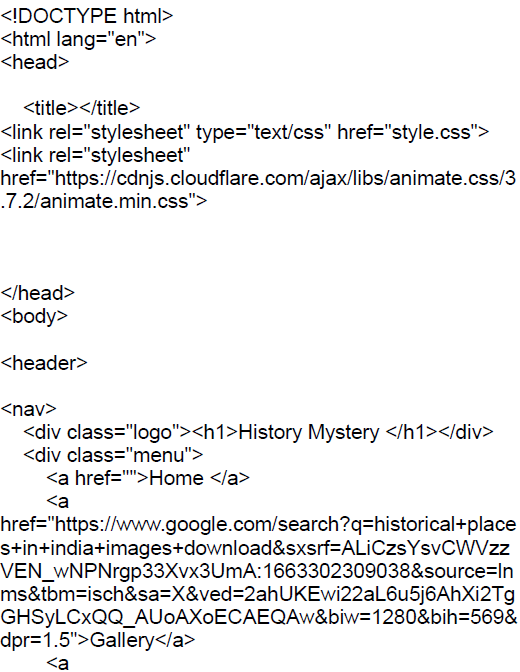 <!DOCTYPE html>
<html lang="en">
<head>
<title></title>
<link rel="stylesheet" type="text/css" href="style.css">
<link rel="stylesheet"
href="https://cdnjs.cloudflare.com/ajax/libs/animate.css/3
.7.2/animate.min.css">
</head>
<body>
<header>
<nav>
<div class="logo"><h1>History Mystery </h1></div>
<div class="menu">
<a href="">Home </a>
<a
href="https://www.google.com/search?q=historical+place
s+in+india+images+download&sxsrf=ALiCzsYsvCWVzz
VEN_wNPNrgp33Xvx3UmA:1663302309038&source=ln
ms&tbm=isch&sa=X&ved=2ahUKEwi22aL6u5j6AhXi2Tg
GHSyLCxQQ_AUoAXoECAEQAw&biw=1280&bih=569&
dpr=1.5">Gallery</a>
<a